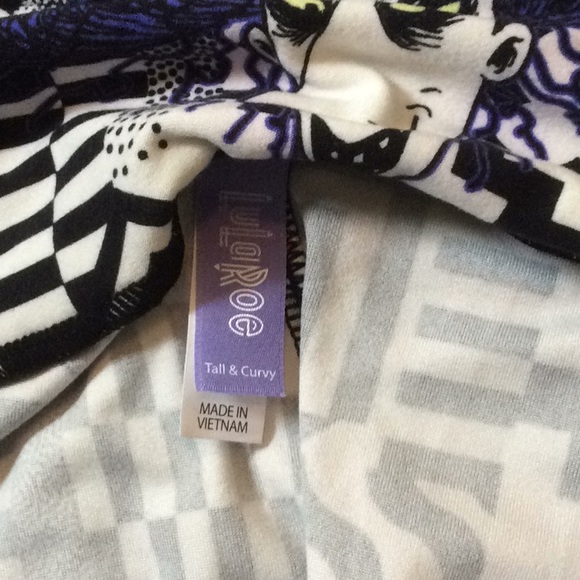 LuLaRoe
Tall & Curvy
MADE IN
VIETNAM